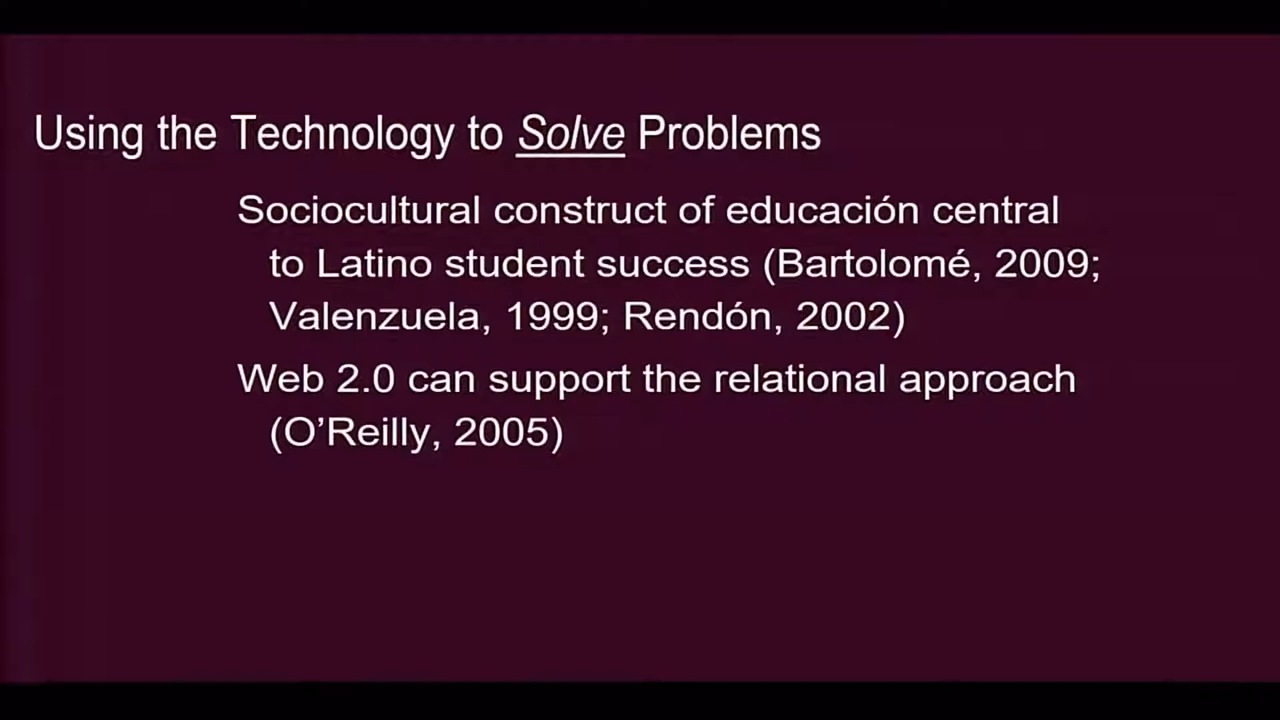 Using the Technology to Solve Problems
Sociocultural construct of educación central
to Latino student success (Bartolomé, 2009;
Valenzuela, 1999; Rendón, 2002)
Web 2.0 can support the relational approach
(O’Reilly, 2005)